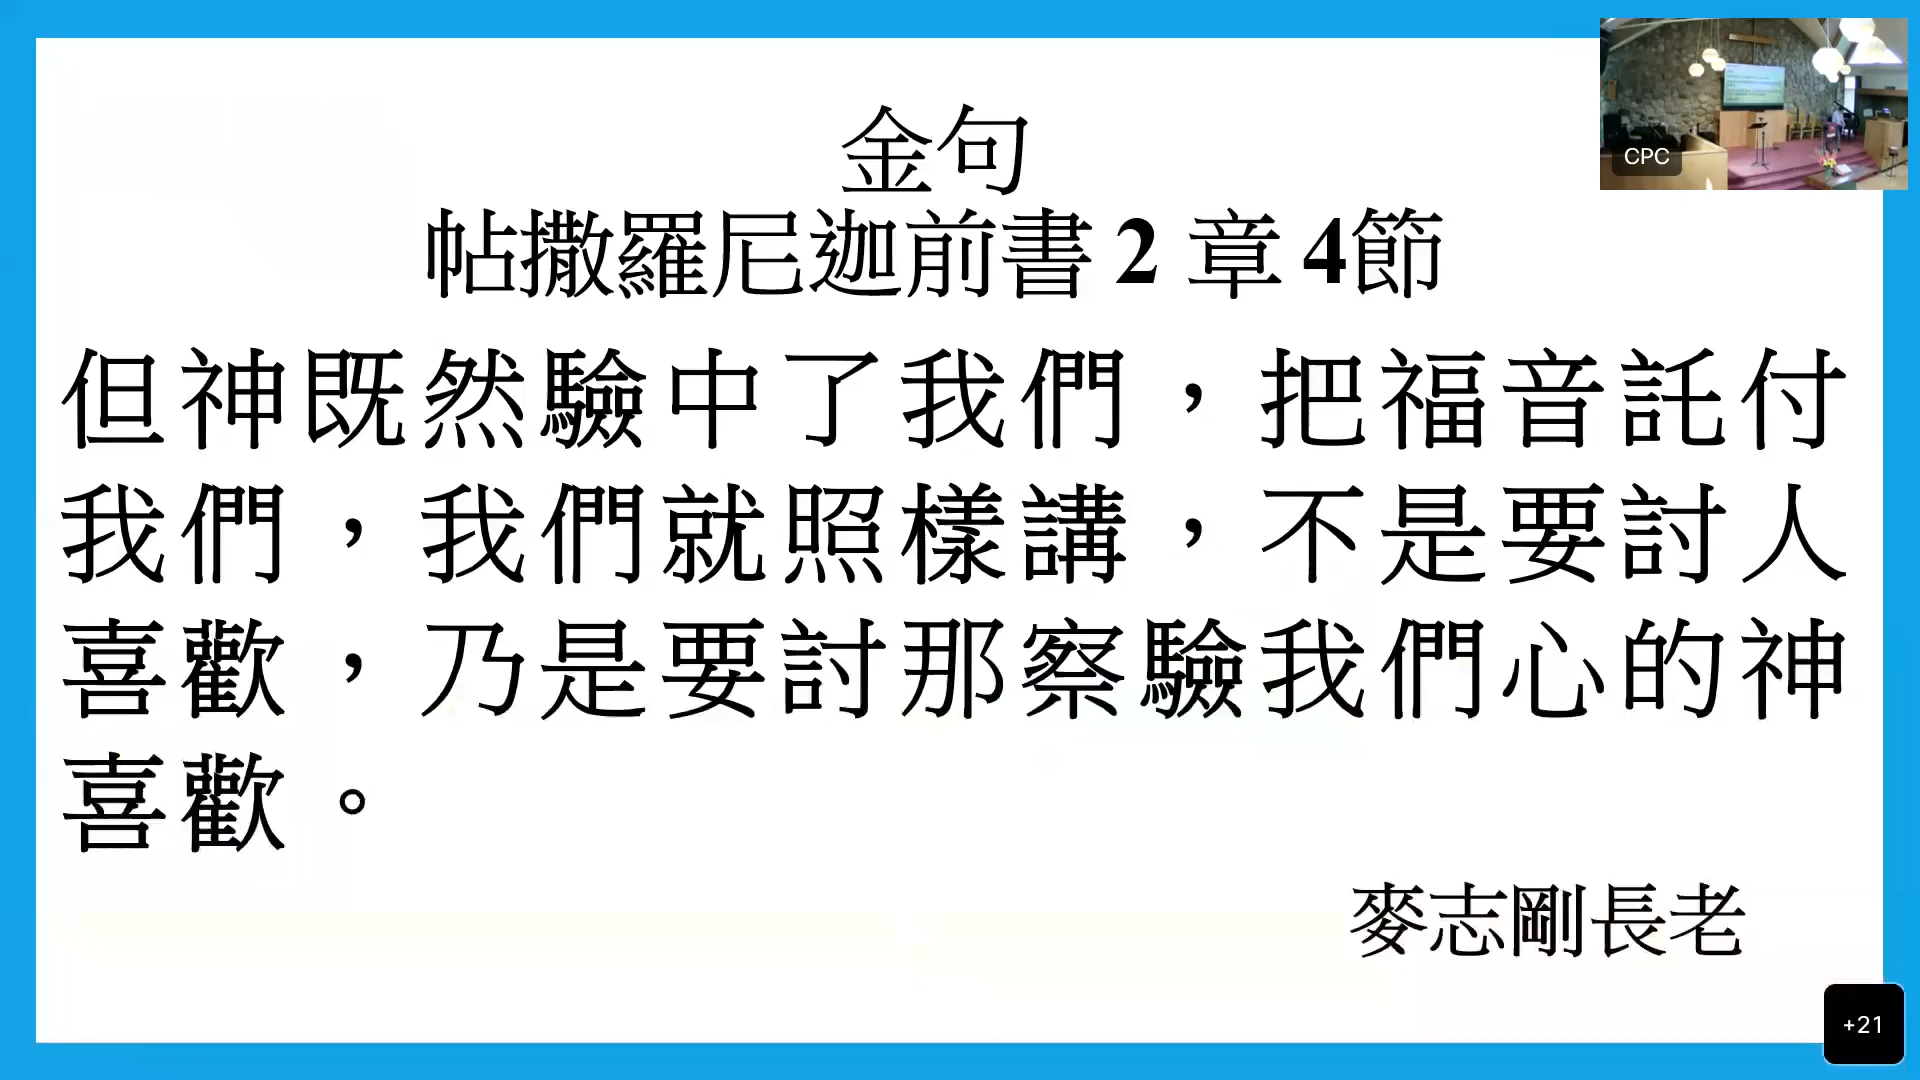 金句
帖撒羅尼迦前書 2 章 4節
但神既然驗中了我們，把福音託付
我們，我們就照樣講，不是要討人
喜歡，乃是要討那察驗我們心的神
喜歡。
麥志剛長老
CPC
+21